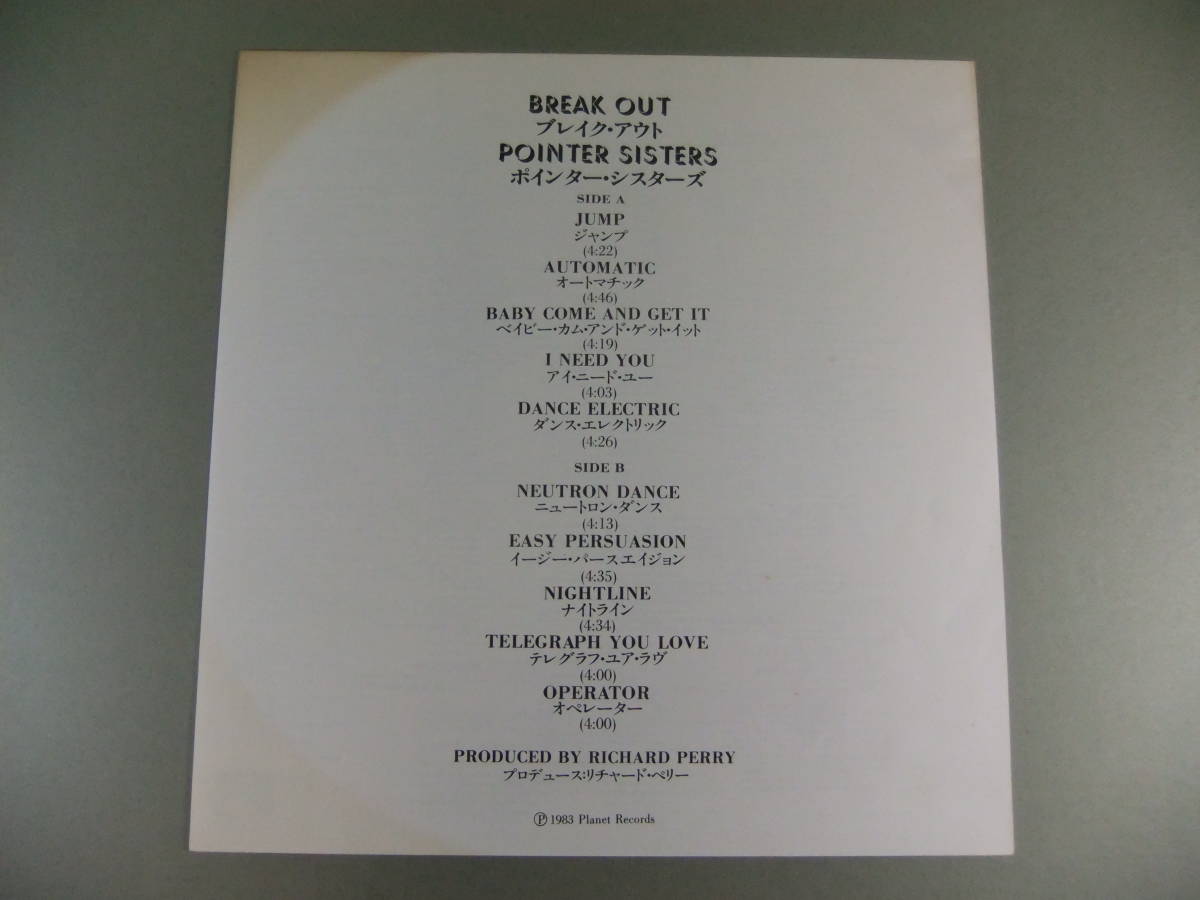 BREAK OUT
ブレイク・アウト
POINTER SISTERS
ポインター・シスターズ
SIDE A
JUMP
ジャンプ
(4:22)
AUTOMATIC
オートマチック
(4:46)
BABY COME AND GET IT
ベイビー・カム・アンド・ゲット・イット
(4:19)
I NEED YOU
アイ・ニード・ユー
(4:03)
DANCE ELECTRIC
ダンス・エレクトリック
(4:26)
SIDE B
NEUTRON DANCE
ニュートロン・ダンス
(4:13)
EASY PERSUASION
イージー・パースエイジョン
(4:35)
NIGHTLINE
ナイトライン
(4:34)
TELEGRAPH YOU LOVE
テレグラフ・ユア・ラヴ
(4:00)
OPERATOR
オペレーター
(4:00)
PRODUCED BY RICHARD PERRY
プロデュース:リチャード・ペリー
Ⓟ1983 Planet Records